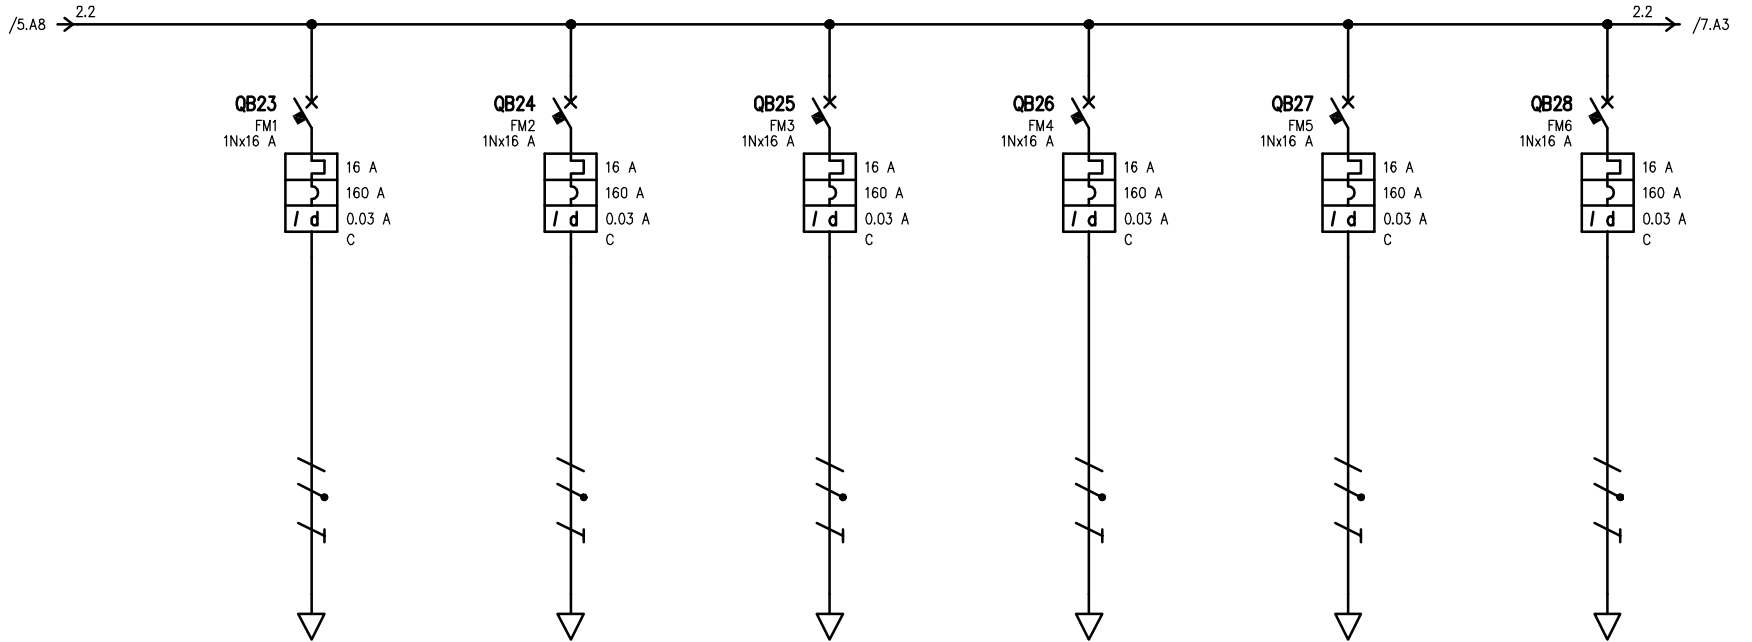 /5.A8
2.2
2.2
/7.A3
QB23
FM1
1Nx16 A
16 A
160 A
I d
0.03 A
C
QB24
FM2
1Nx16 A
16 A
160 A
I d
0.03 A
C
QB25
FM3
1Nx16 A
16 A
160 A
I d
0.03 A
C
QB26
FM4
1Nx16 A
16 A
160 A
I d
0.03 A
C
QB27
FM5
1Nx16 A
16 A
160 A
I d
0.03 A
C
QB28
FM6
1Nx16 A
16 A
160 A
I d
0.03 A
C